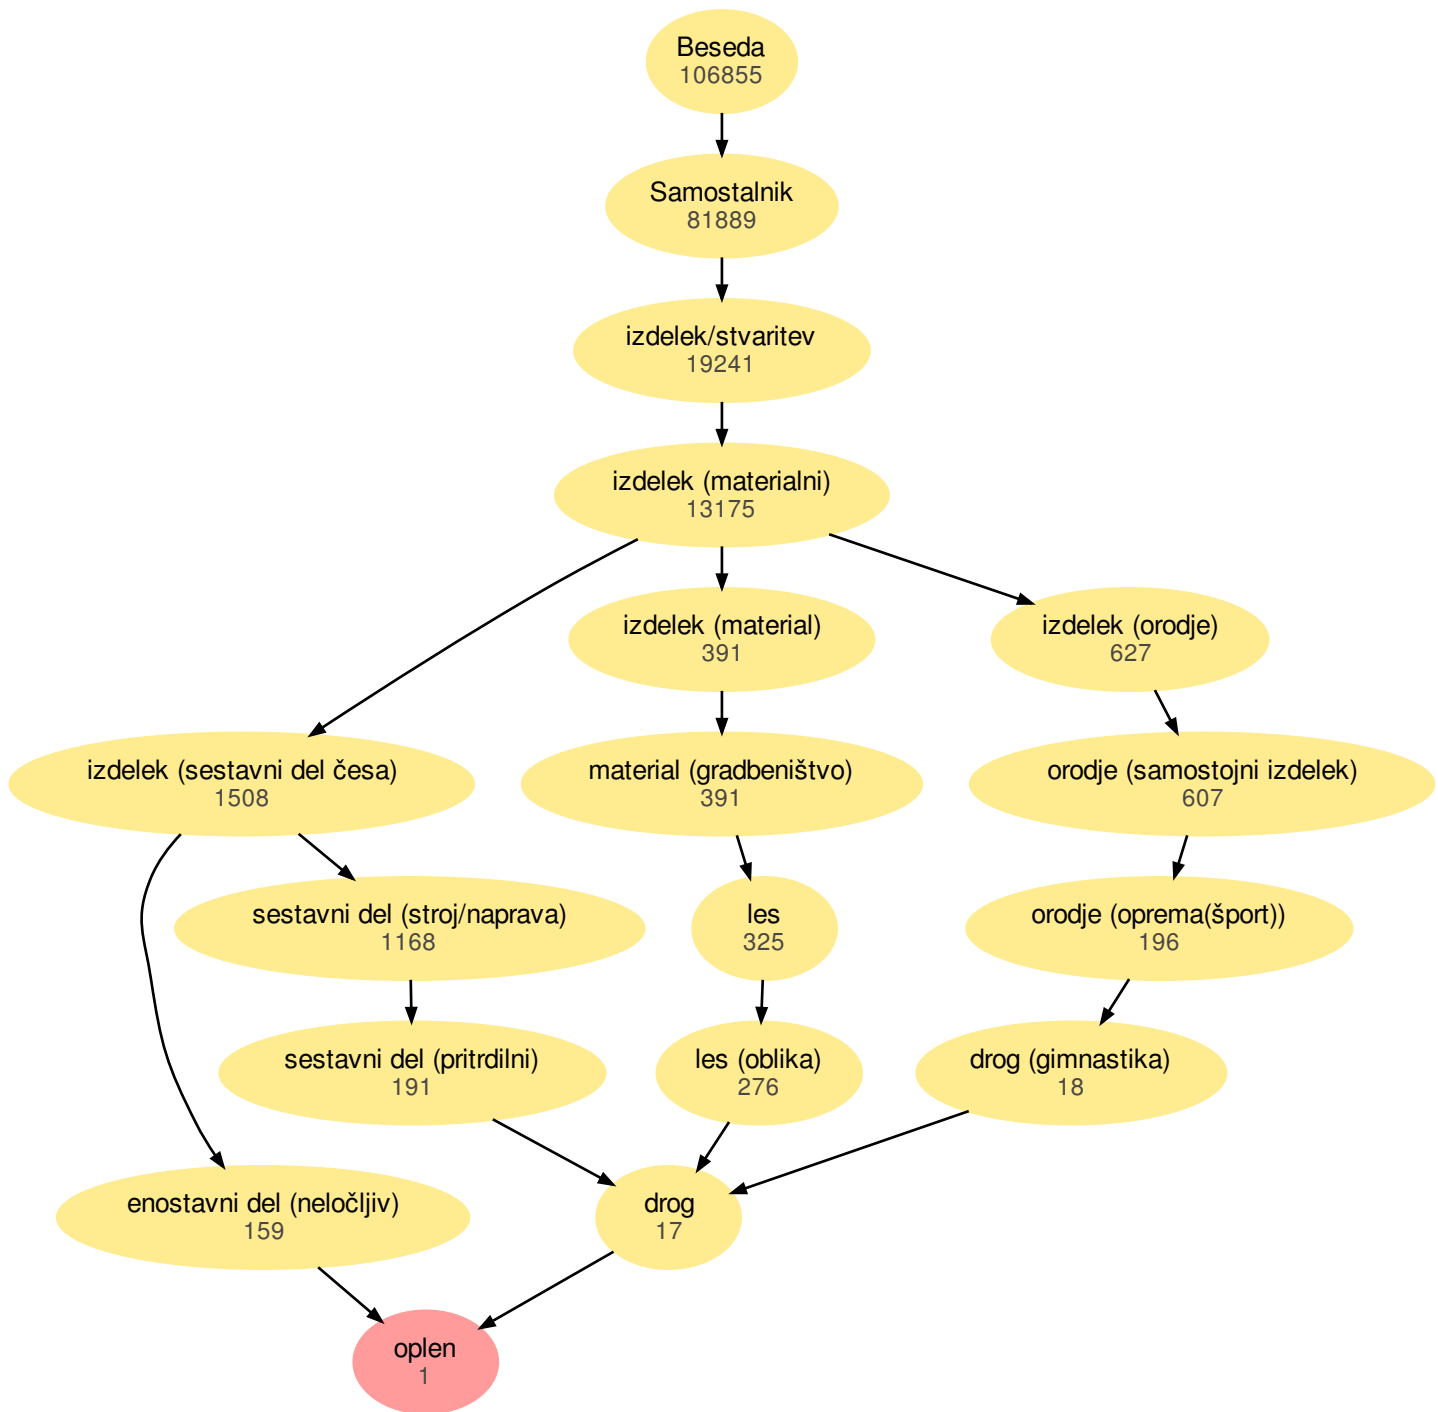 Beseda
106855
Samostalnik
81889
izdelek/stvaritev
19241
izdelek (materialni)
13175
izdelek (material)
391
izdelek (orodje)
627
izdelek (sestavni del česa)
1508
material (gradbeništvo)
391
orodje (samostojni izdelek)
607
sestavni del (stroj/naprava)
1168
les
325
orodje (oprema(šport))
196
sestavni del (pritrdilni)
191
les (oblika)
276
drog (gimnastika)
18
enostavni del (neločljiv)
159
drog
17
oplen
1